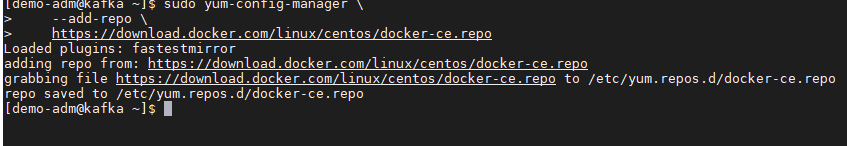 [demo-adm@kafka ~]$ sudo yum-config-manager \
>     --add-repo \
>     https://download.docker.com/linux/centos/docker-ce.repo
Loaded plugins: fastestmirror
adding repo from: https://download.docker.com/linux/centos/docker-ce.repo
grabbing file https://download.docker.com/linux/centos/docker-ce.repo to /etc/yum.repos.d/docker-ce.repo
repo saved to /etc/yum.repos.d/docker-ce.repo
[demo-adm@kafka ~]$